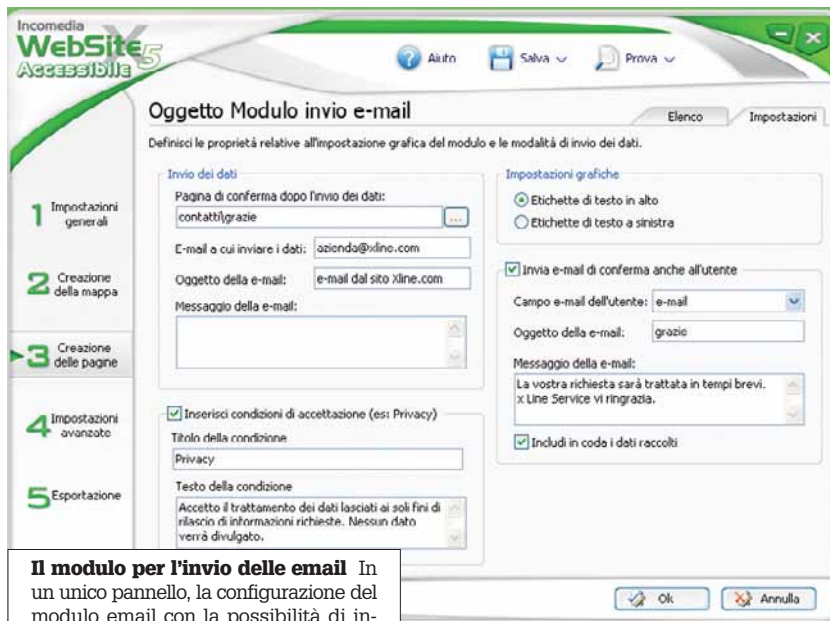 Incomedia
WebSite
Accessibile 5
Aiuto
Salva
Prova
Oggetto Modulo invio e-mail
Elenco
Impostazioni
Definisci le proprietà relative all'impostazione grafica del modulo e le modalità di invio dei dati.
1 Impostazioni
generali
2 Creazione
della mappa
3 Creazione
delle pagine
4 Impostazioni
avanzate
5 Esportazione
Invio dei dati
Pagina di conferma dopo l'invio dei dati:
contatti\grazie
...
E-mail a cui inviare i dati: azienda@xline.com
Oggetto della e-mail: e-mail dal sito Xline.com
Messaggio della e-mail:
Inserisci condizioni di accettazione (es: Privacy)
Titolo della condizione
Privacy
Testo della condizione
Accetto il trattamento dei dati lasciati ai soli fini di
rilascio di informazioni richieste. Nessun dato
verrà divulgato.
Impostazioni grafiche
Etichette di testo in alto
Etichette di testo a sinistra
Invia e-mail di conferma anche all'utente
Campo e-mail dell'utente: e-mail
Oggetto della e-mail: grazie
Messaggio della e-mail:
La vostra richiesta sarà trattata in tempi brevi.
x Line Service vi ringrazia.
Includi in coda i dati raccolti
Ok
Annulla
Il modulo per l'invio delle email In
un unico pannello, la configurazione del
modulo email con la possibilità di in-